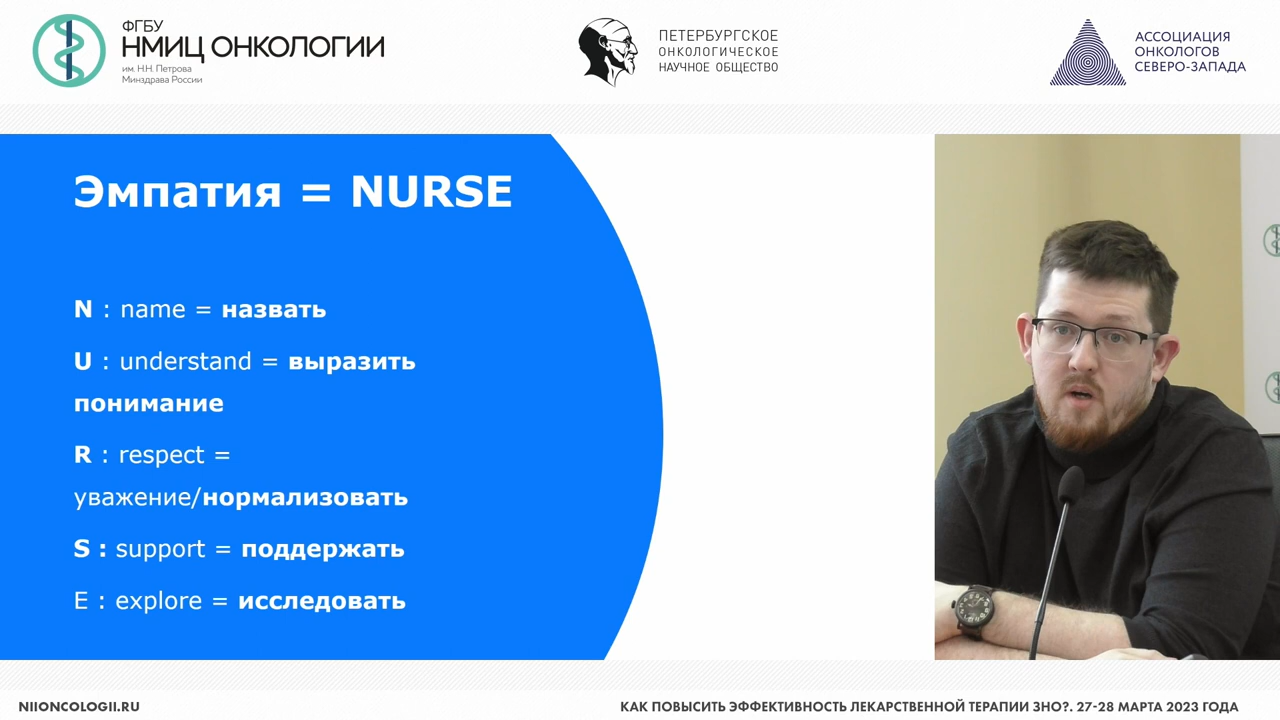 ФГБУ
НМИЦ ОНКОЛОГИИ
им. Н.Н. Петрова
Минздрава России
ПЕТЕРБУРГСКОЕ
ОНКОЛОГИЧЕСКОЕ
НАУЧНОЕ ОБЩЕСТВО
АССОЦИАЦИЯ
ОНКОЛОГОВ
СЕВЕРО-ЗАПАДА
Эмпатия = NURSE
N : name = назвать
U : understand = выразить
понимание
R : respect =
уважение/нормализовать
S : support = поддержать
E : explore = исследовать
NIIONCOLOGII.RU
КАК ПОВЫСИТЬ ЭФФЕКТИВНОСТЬ ЛЕКАРСТВЕННОЙ ТЕРАПИИ ЗНО?. 27-28 МАРТА 2023 ГОДА